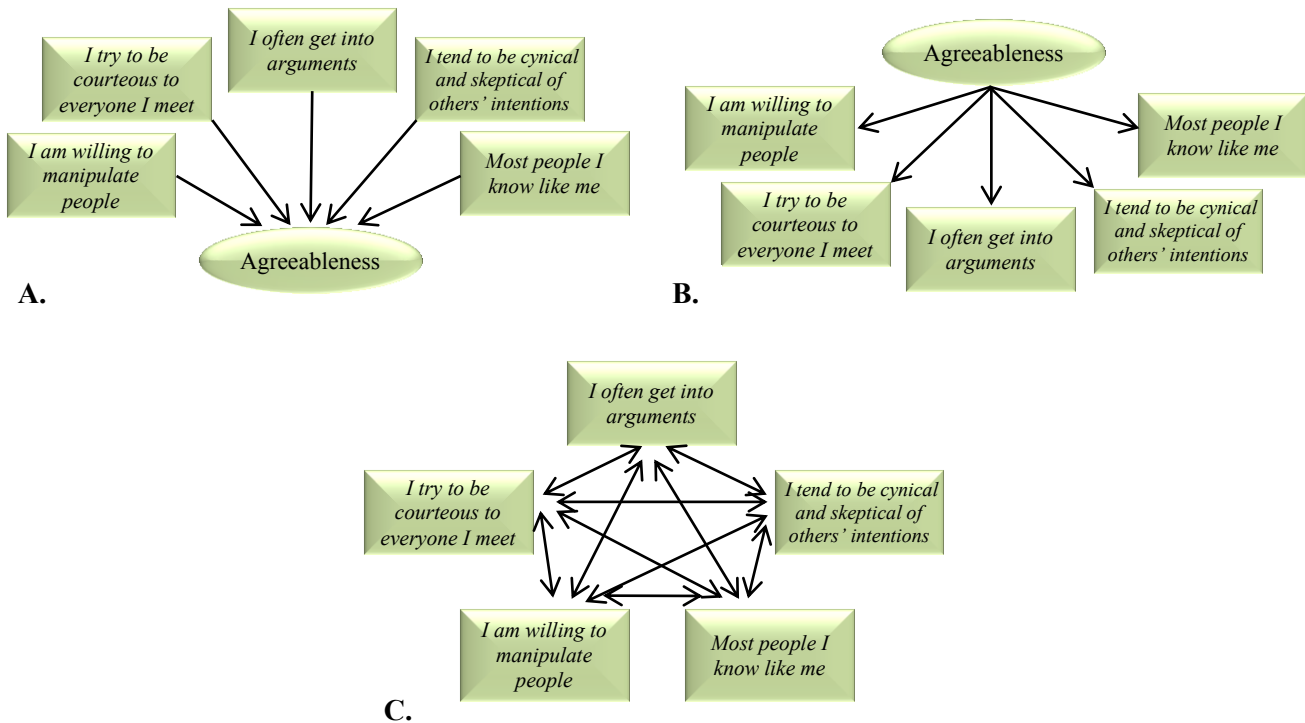 I try to be
courteous to
everyone I meet
I often get into
arguments
I tend to be cynical
and skeptical of
others’ intentions
I am willing to
manipulate
people
Most people I
know like me
Agreeableness
A.
Agreeableness
I am willing to
manipulate
people
Most people I
know like me
I try to be
courteous to
everyone I meet
I often get into
arguments
I tend to be cynical
and skeptical of
others’ intentions
B.
I often get into
arguments
I try to be
courteous to
everyone I meet
I tend to be cynical
and skeptical of
others’ intentions
I am willing to
manipulate
people
Most people I
know like me
C.